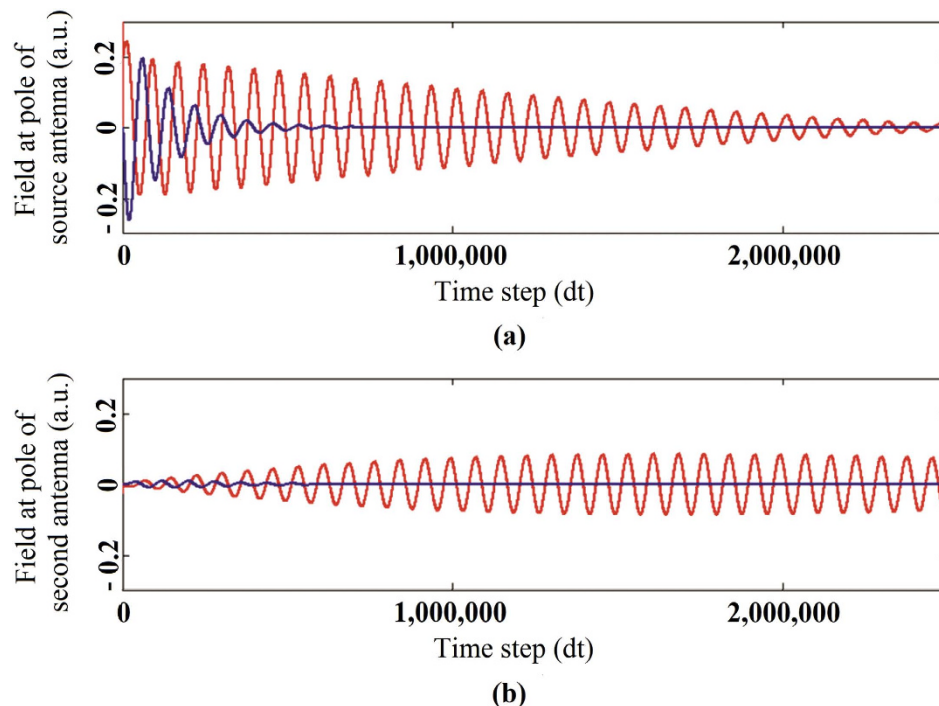 Field at pole of
source antenna (a.u.)
0.2
0
- 0.2
0
1,000,000
2,000,000
Time step (dt)
(a)
Field at pole of
second antenna (a.u.)
0.2
0
- 0.2
0
1,000,000
2,000,000
Time step (dt)
(b)